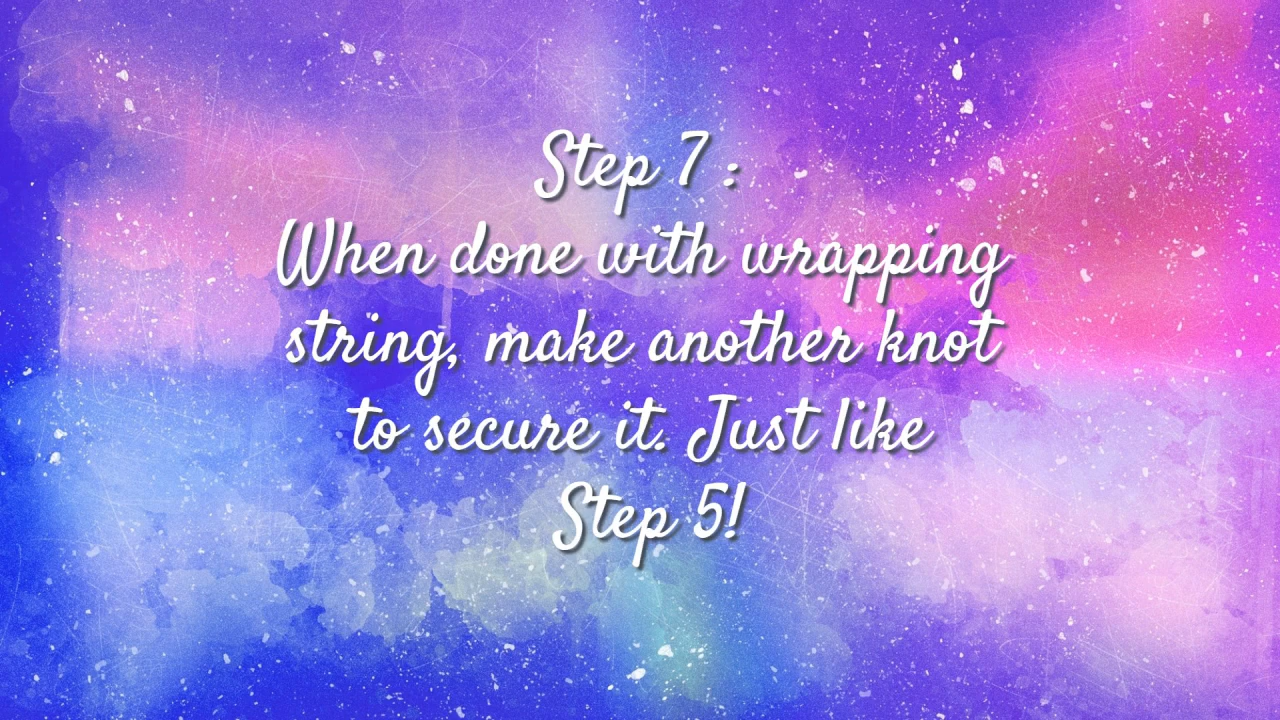 Step 7 :
When done with wrapping
string, make another knot
to secure it. Just like
Step 5!